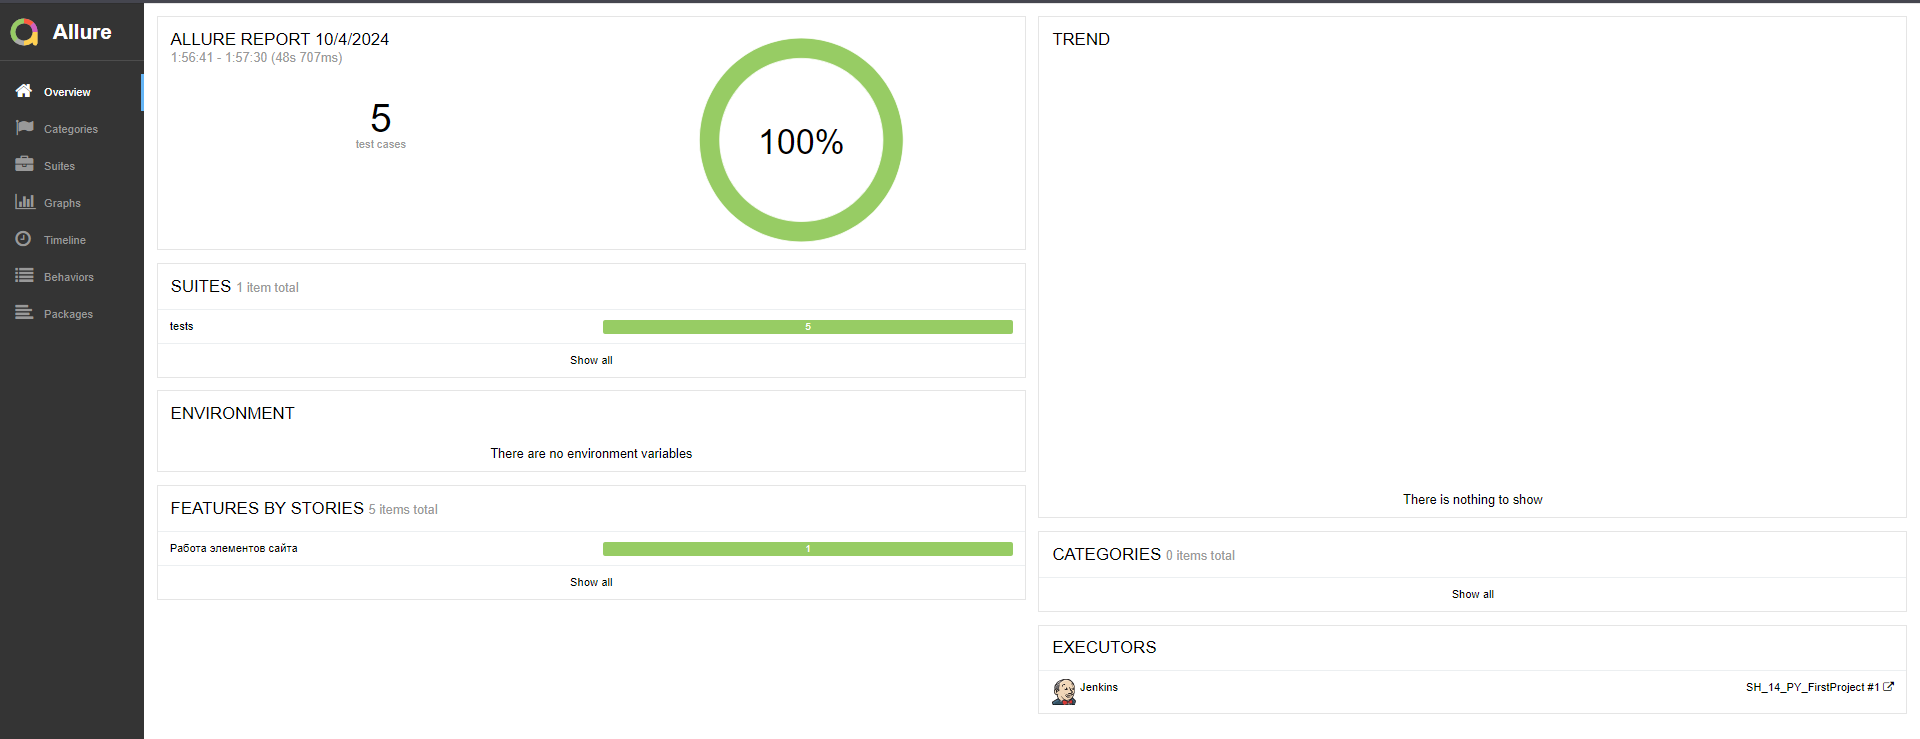 Allure
Overview
Categories
Suites
Graphs
Timeline
Behaviors
Packages
ALLURE REPORT 10/4/2024
1:56:41 - 1:57:30 (48s 707ms)
5
test cases
100%
SUITES 1 item total
tests 5
Show all
ENVIRONMENT
There are no environment variables
FEATURES BY STORIES 5 items total
Работа элементов сайта 1
Show all
TREND
There is nothing to show
CATEGORIES 0 items total
Show all
EXECUTORS
Jenkins SH_14_PY_FirstProject #1